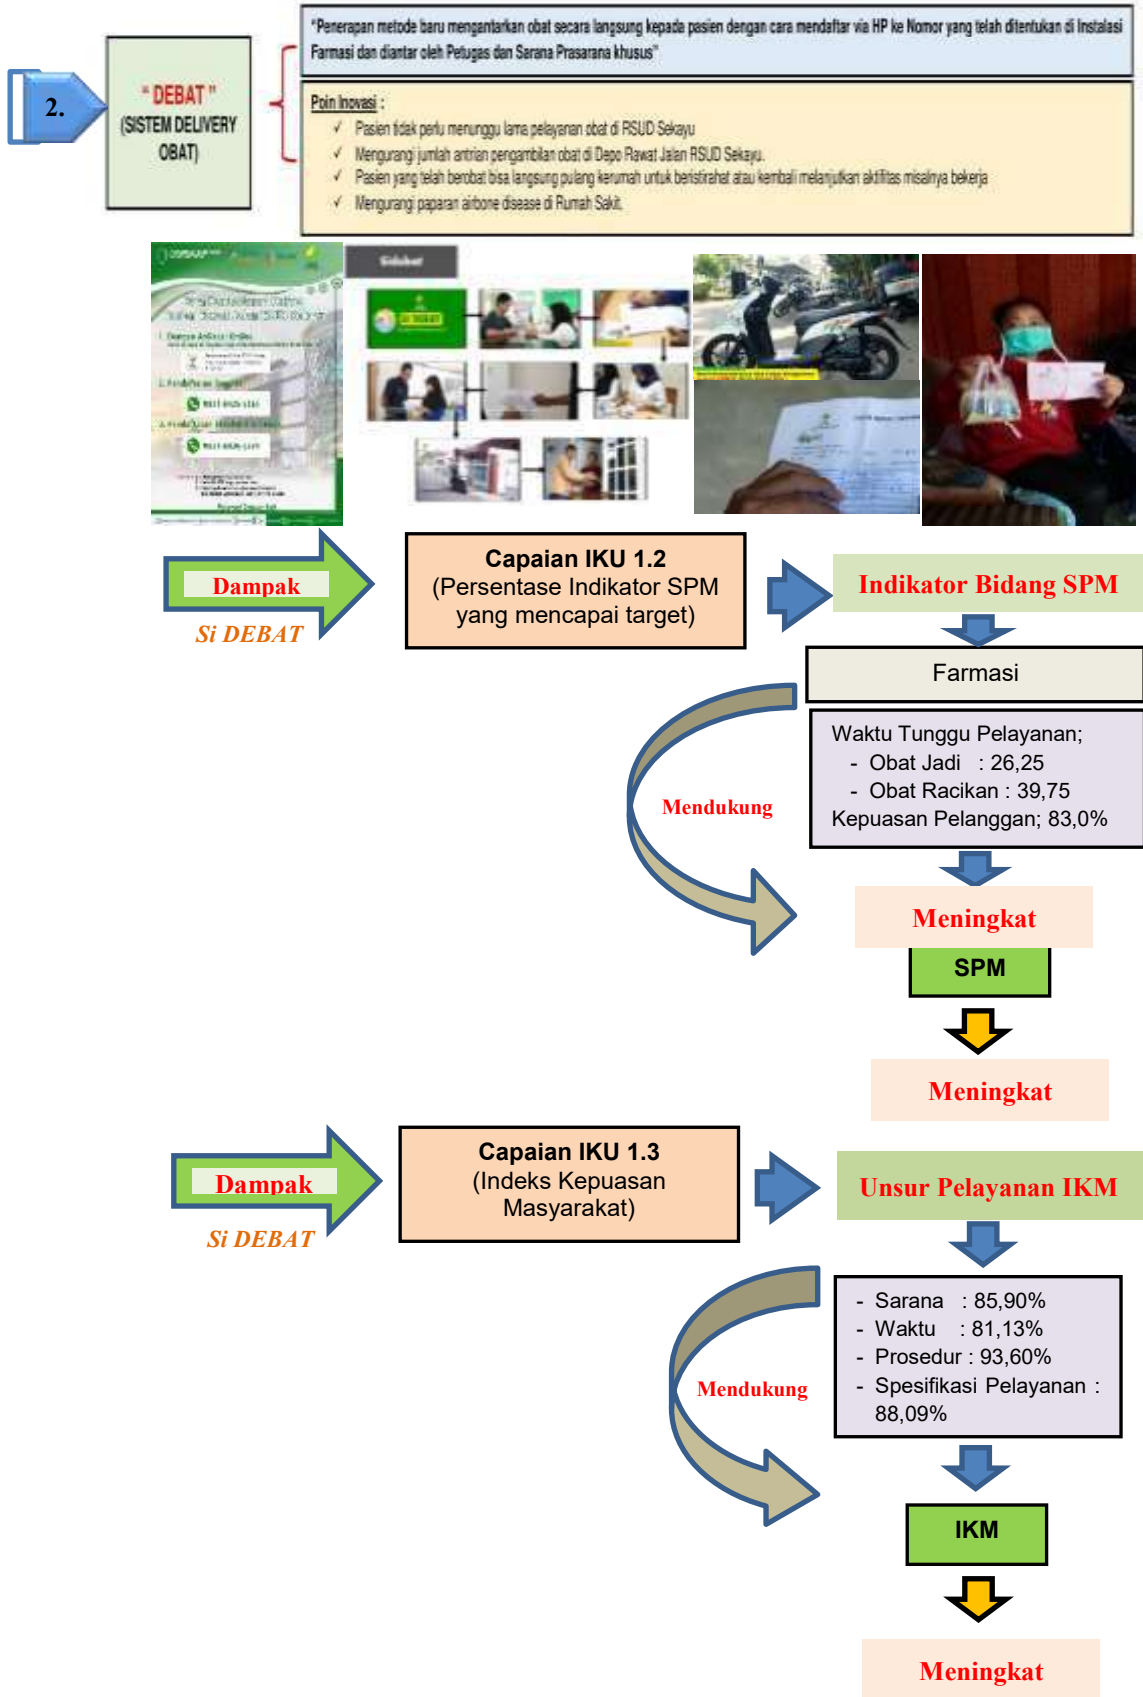 2.
" DEBAT "
(SISTEM DELIVERY
OBAT)
"Penerapan metode baru mengantarkan obat secara langsung kepada pasien dengan cara mendaftar via HP ke Nomor yang telah ditentukan di Instalasi
Farmasi dan diantar oleh Petugas dan Sarana Prasarana khusus"
Poin Inovasi :
✓ Pasien tidak perlu menunggu lama pelayanan obat di RSUD Sekayu
✓ Mengurangi jumlah antrian pengambilan obat di Depo Rawat Jalan RSUD Sekayu.
✓ Pasien yang telah berobat bisa langsung pulang kerumah untuk beristirahat atau kembali melanjutkan aktifitas misalnya bekerja
✓ Mengurangi paparan airbone disease di Rumah Sakit.
Sidebat
Dampak
Si DEBAT
Capaian IKU 1.2
(Persentase Indikator SPM
yang mencapai target)
Indikator Bidang SPM
Farmasi
Waktu Tunggu Pelayanan;
- Obat Jadi : 26,25
- Obat Racikan : 39,75
Kepuasan Pelanggan; 83,0%
Mendukung
Meningkat
SPM
Meningkat
Dampak
Si DEBAT
Capaian IKU 1.3
(Indeks Kepuasan
Masyarakat)
Unsur Pelayanan IKM
- Sarana : 85,90%
- Waktu : 81,13%
- Prosedur : 93,60%
- Spesifikasi Pelayanan :
88,09%
Mendukung
IKM
Meningkat